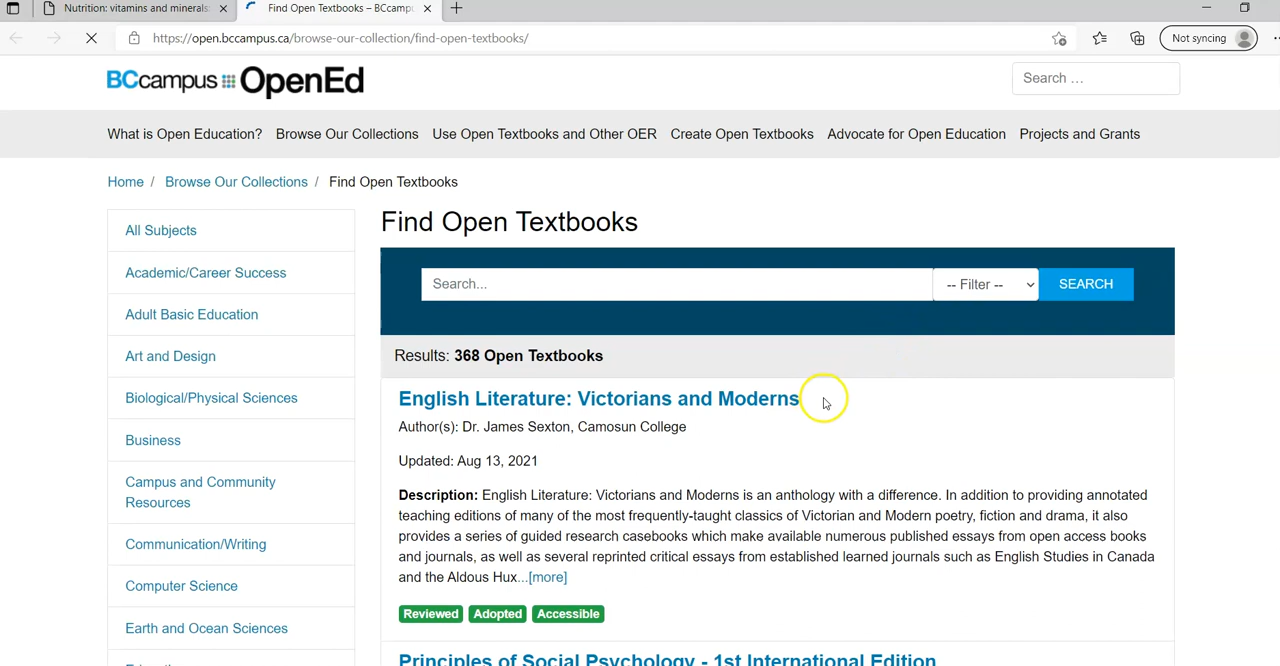 Nutrition: vitamins and minerals
Find Open Textbooks – BCcamp
https://open.bccampus.ca/browse-our-collection/find-open-textbooks/
Not syncing
BCcampus OpenEd
Search ...
What is Open Education? Browse Our Collections Use Open Textbooks and Other OER Create Open Textbooks Advocate for Open Education Projects and Grants
Home / Browse Our Collections / Find Open Textbooks
All Subjects
Academic/Career Success
Adult Basic Education
Art and Design
Biological/Physical Sciences
Business
Campus and Community
Resources
Communication/Writing
Computer Science
Earth and Ocean Sciences
Find Open Textbooks
Search...
-- Filter --
SEARCH
Results: 368 Open Textbooks
English Literature: Victorians and Moderns
Author(s): Dr. James Sexton, Camosun College
Updated: Aug 13, 2021
Description: English Literature: Victorians and Moderns is an anthology with a difference. In addition to providing annotated
teaching editions of many of the most frequently-taught classics of Victorian and Modern poetry, fiction and drama, it also
provides a series of guided research casebooks which make available numerous published essays from open access books
and journals, as well as several reprinted critical essays from established learned journals such as English Studies in Canada
and the Aldous Hux...[more]
Reviewed Adopted Accessible
Principles of Social Psychology - 1st International Edition